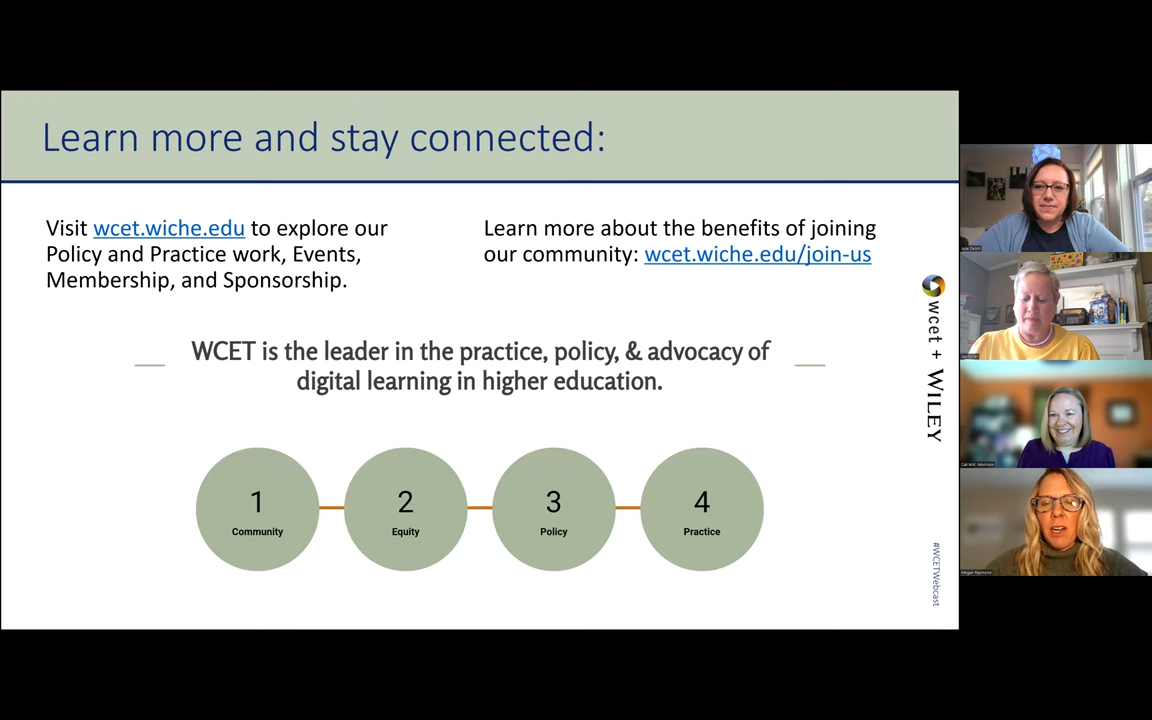 Learn more and stay connected:
Visit wcet.wiche.edu to explore our
Policy and Practice work, Events,
Membership, and Sponsorship.
Learn more about the benefits of joining
our community: wcet.wiche.edu/join-us
WCET is the leader in the practice, policy, & advocacy of
digital learning in higher education.
1
Community
2
Equity
3
Policy
4
Practice
wcet + WILEY
#WCETWebcast
Megan Raymond